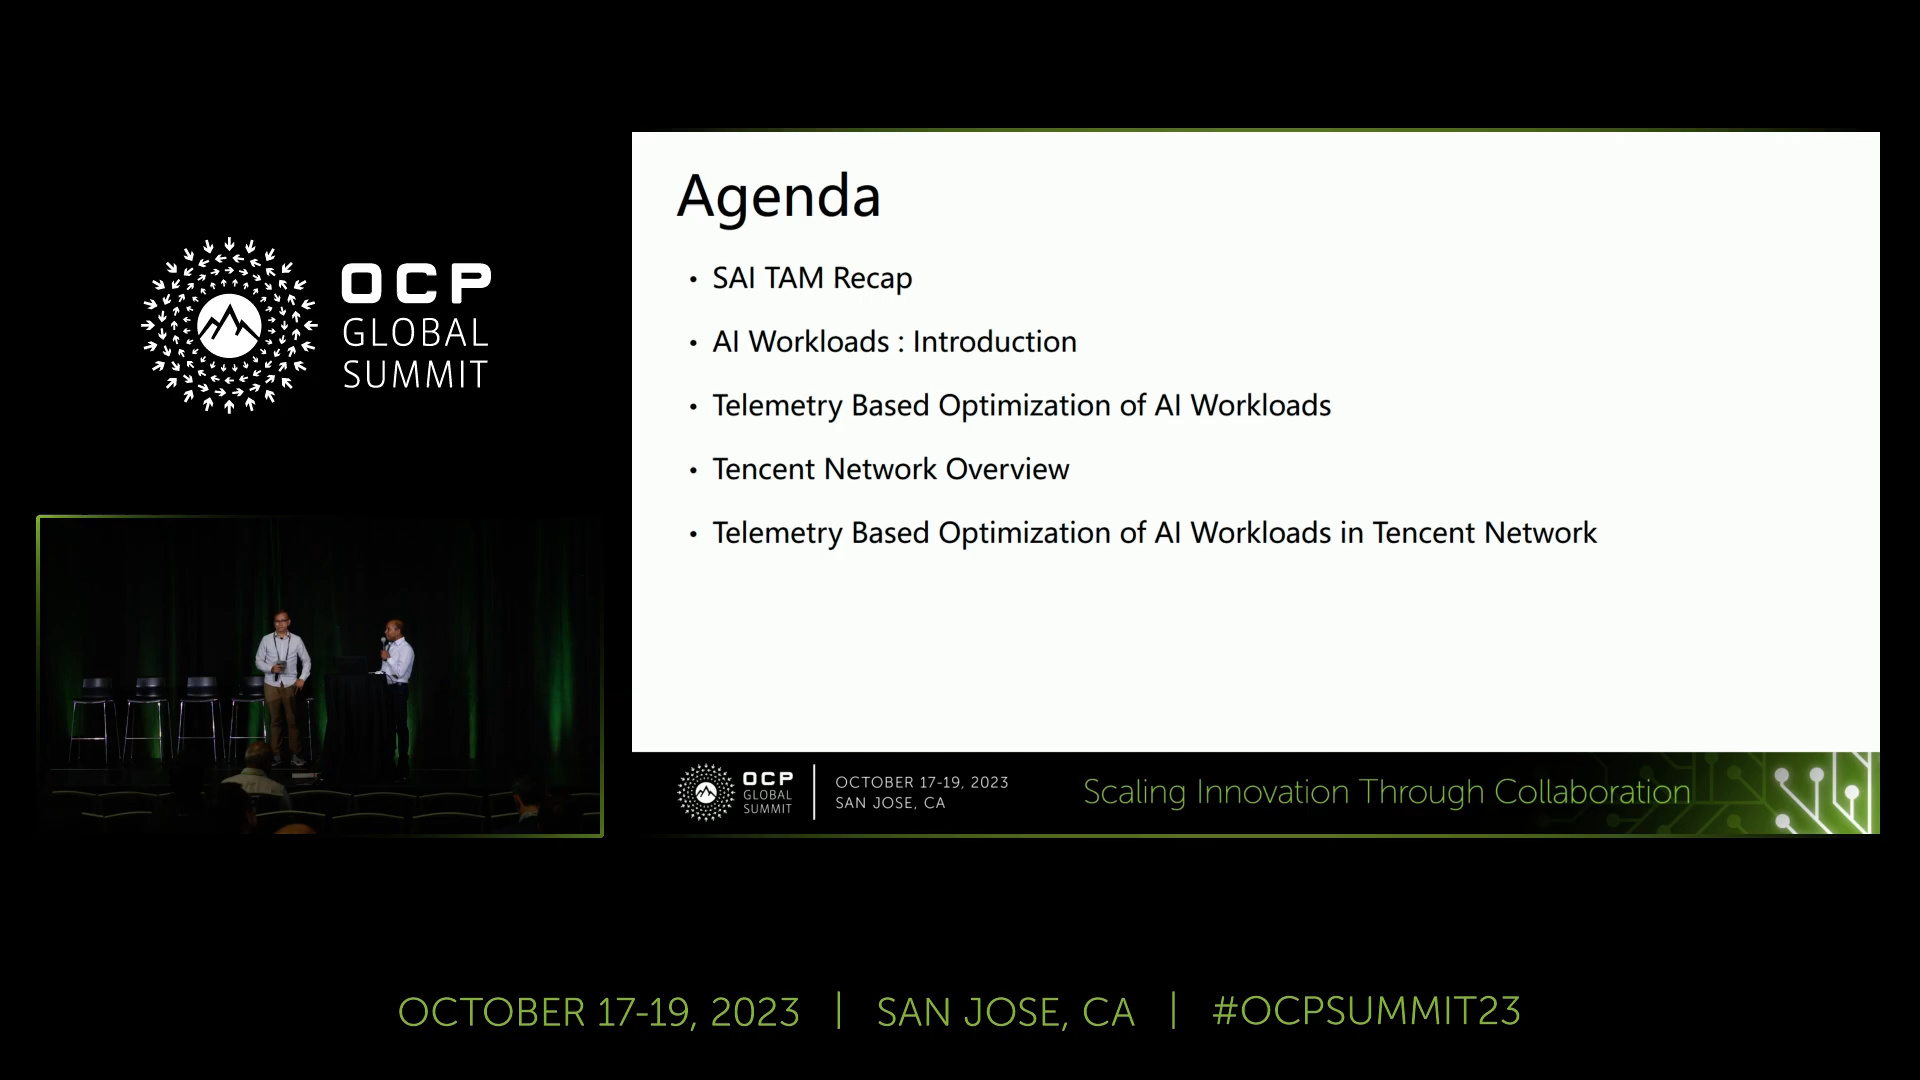 OCP
GLOBAL
SUMMIT
Agenda
• SAI TAM Recap
• AI Workloads : Introduction
• Telemetry Based Optimization of AI Workloads
• Tencent Network Overview
• Telemetry Based Optimization of AI Workloads in Tencent Network
OCP
GLOBAL
SUMMIT
OCTOBER 17-19, 2023
SAN JOSE, CA
Scaling Innovation Through Collaboration
OCTOBER 17-19, 2023 | SAN JOSE, CA | #OCPSUMMIT23